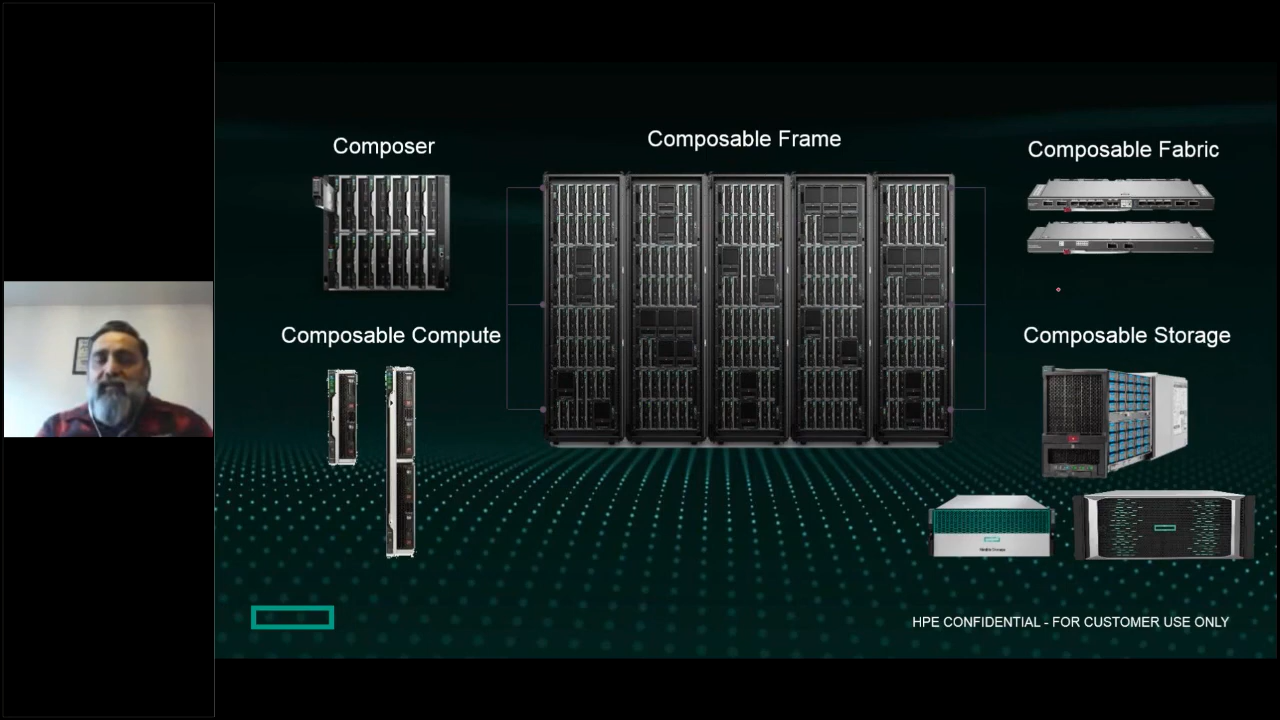 Composer
Composable Frame
Composable Fabric
Composable Compute
Composable Storage
HPE CONFIDENTIAL - FOR CUSTOMER USE ONLY